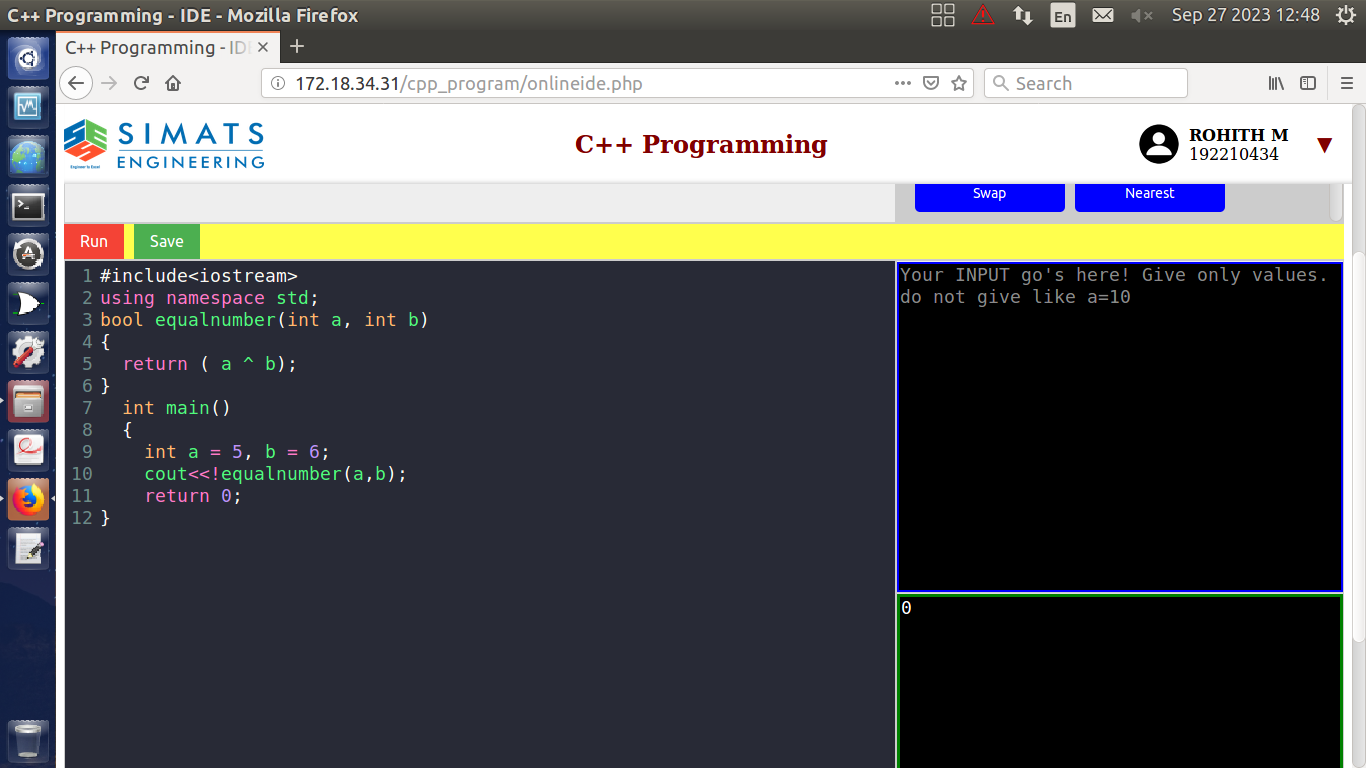 C++ Programming - IDE - Mozilla Firefox
En
Sep 27 2023 12:48
C++ Programming - IDE
172.18.34.31/cpp_program/onlineide.php
Search
SIMATS
ENGINEERING
Engineer to Excel
C++ Programming
ROHITH M
192210434
Swap
Nearest
Run
Save
1 #include<iostream>
2 using namespace std;
3 bool equalnumber(int a, int b)
4 {
5 return ( a ^ b);
6 }
7 int main()
8 {
9 int a = 5, b = 6;
10 cout<<!equalnumber(a,b);
11 return 0;
12 }
Your INPUT go's here! Give only values.
do not give like a=10
0